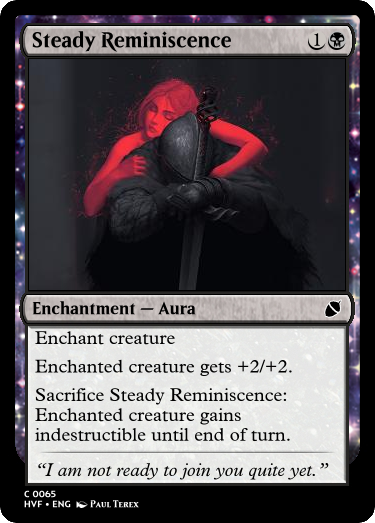 Steady Reminiscence 1
Enchantment — Aura
Enchant creature
Enchanted creature gets +2/+2.
Sacrifice Steady Reminiscence:
Enchanted creature gains
indestructible until end of turn.
“I am not ready to join you quite yet.”
C 0065
HVF • ENG Paul Terex